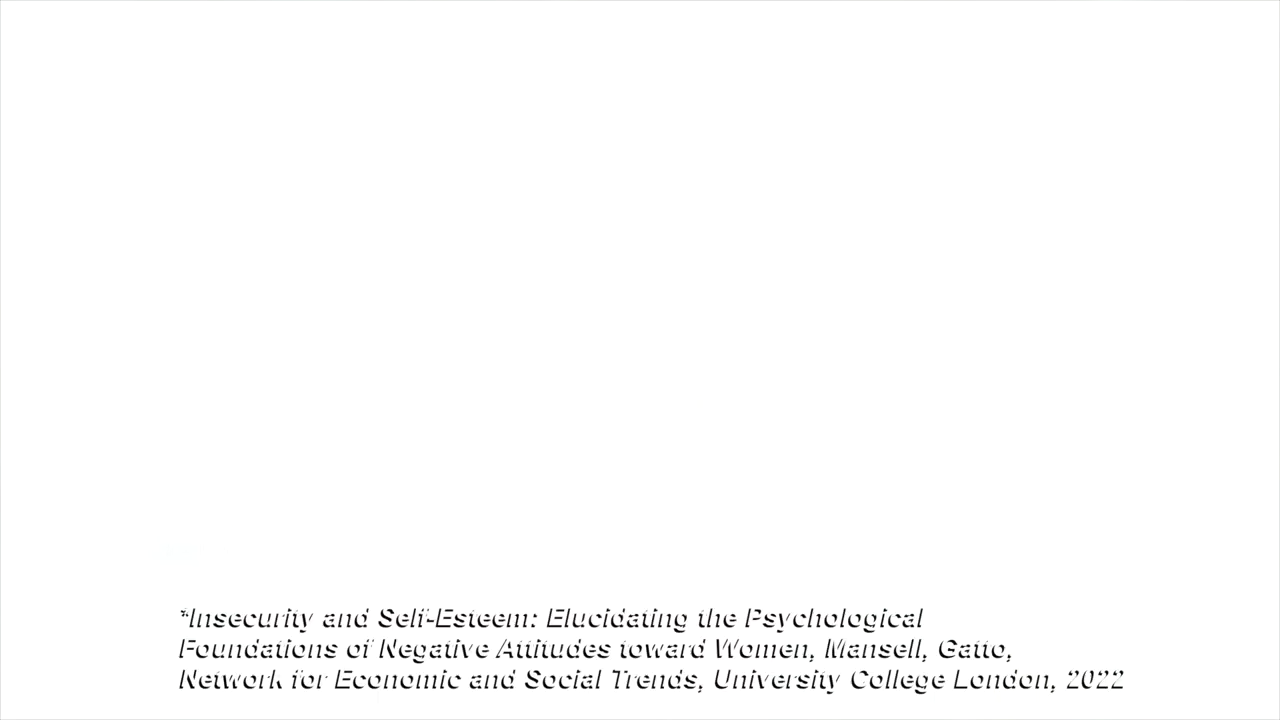 *Insecurity and Self-Esteem: Elucidating the Psychological
Foundations of Negative Attitudes toward Women, Mansell, Gatto,
Network for Economic and Social Trends, University College London, 2022